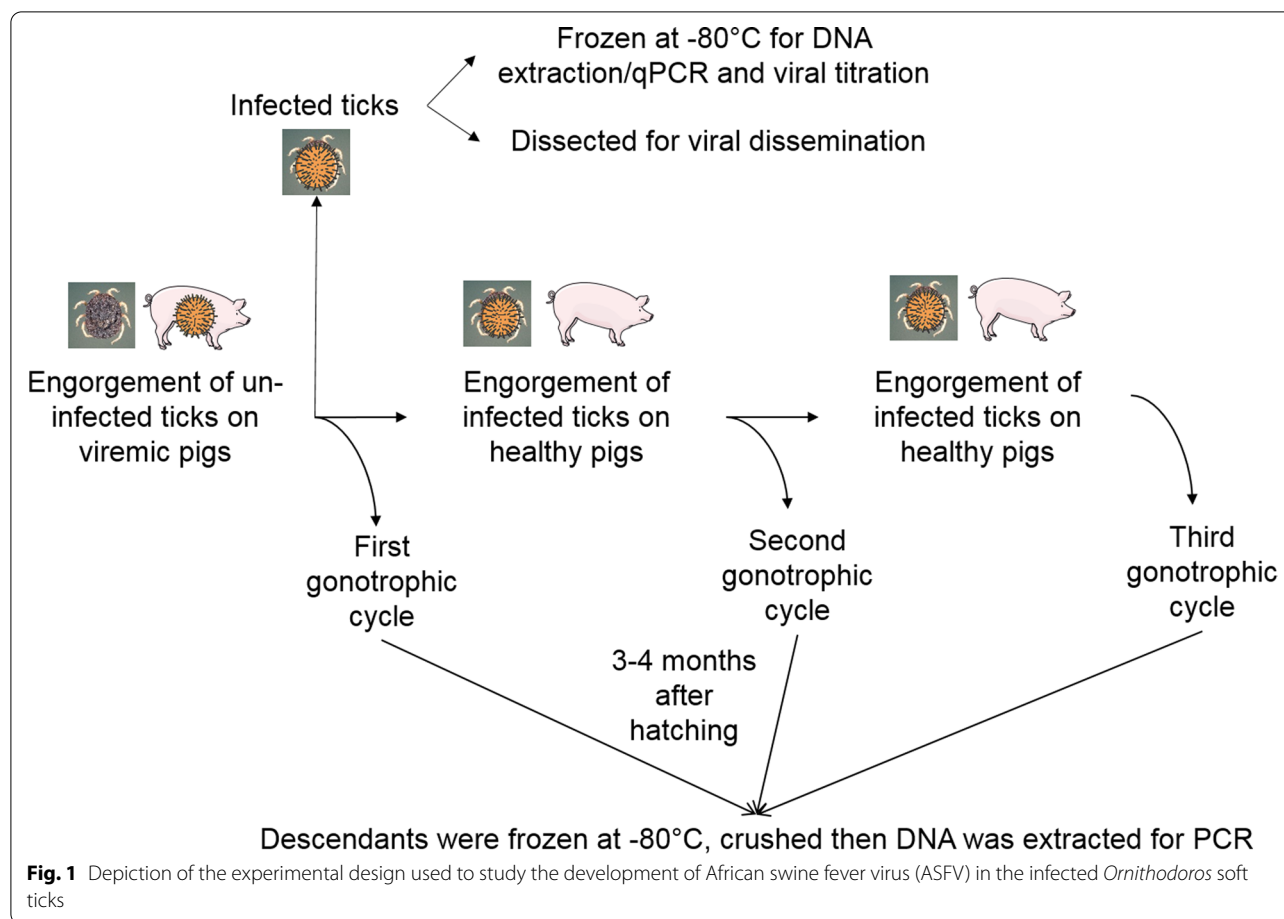 Frozen at -80°C for DNA
extraction/qPCR and viral titration
Infected ticks
Dissected for viral dissemination
Engorgement of un-
infected ticks on
viremic pigs
Engorgement of
infected ticks on
healthy pigs
Engorgement of
infected ticks on
healthy pigs
First
gonotrophic
cycle
Second
gonotrophic
cycle
Third
gonotrophic
cycle
3-4 months
after
hatching
Descendants were frozen at -80°C, crushed then DNA was extracted for PCR
Fig. 1 Depiction of the experimental design used to study the development of African swine fever virus (ASFV) in the infected Ornithodoros soft
ticks